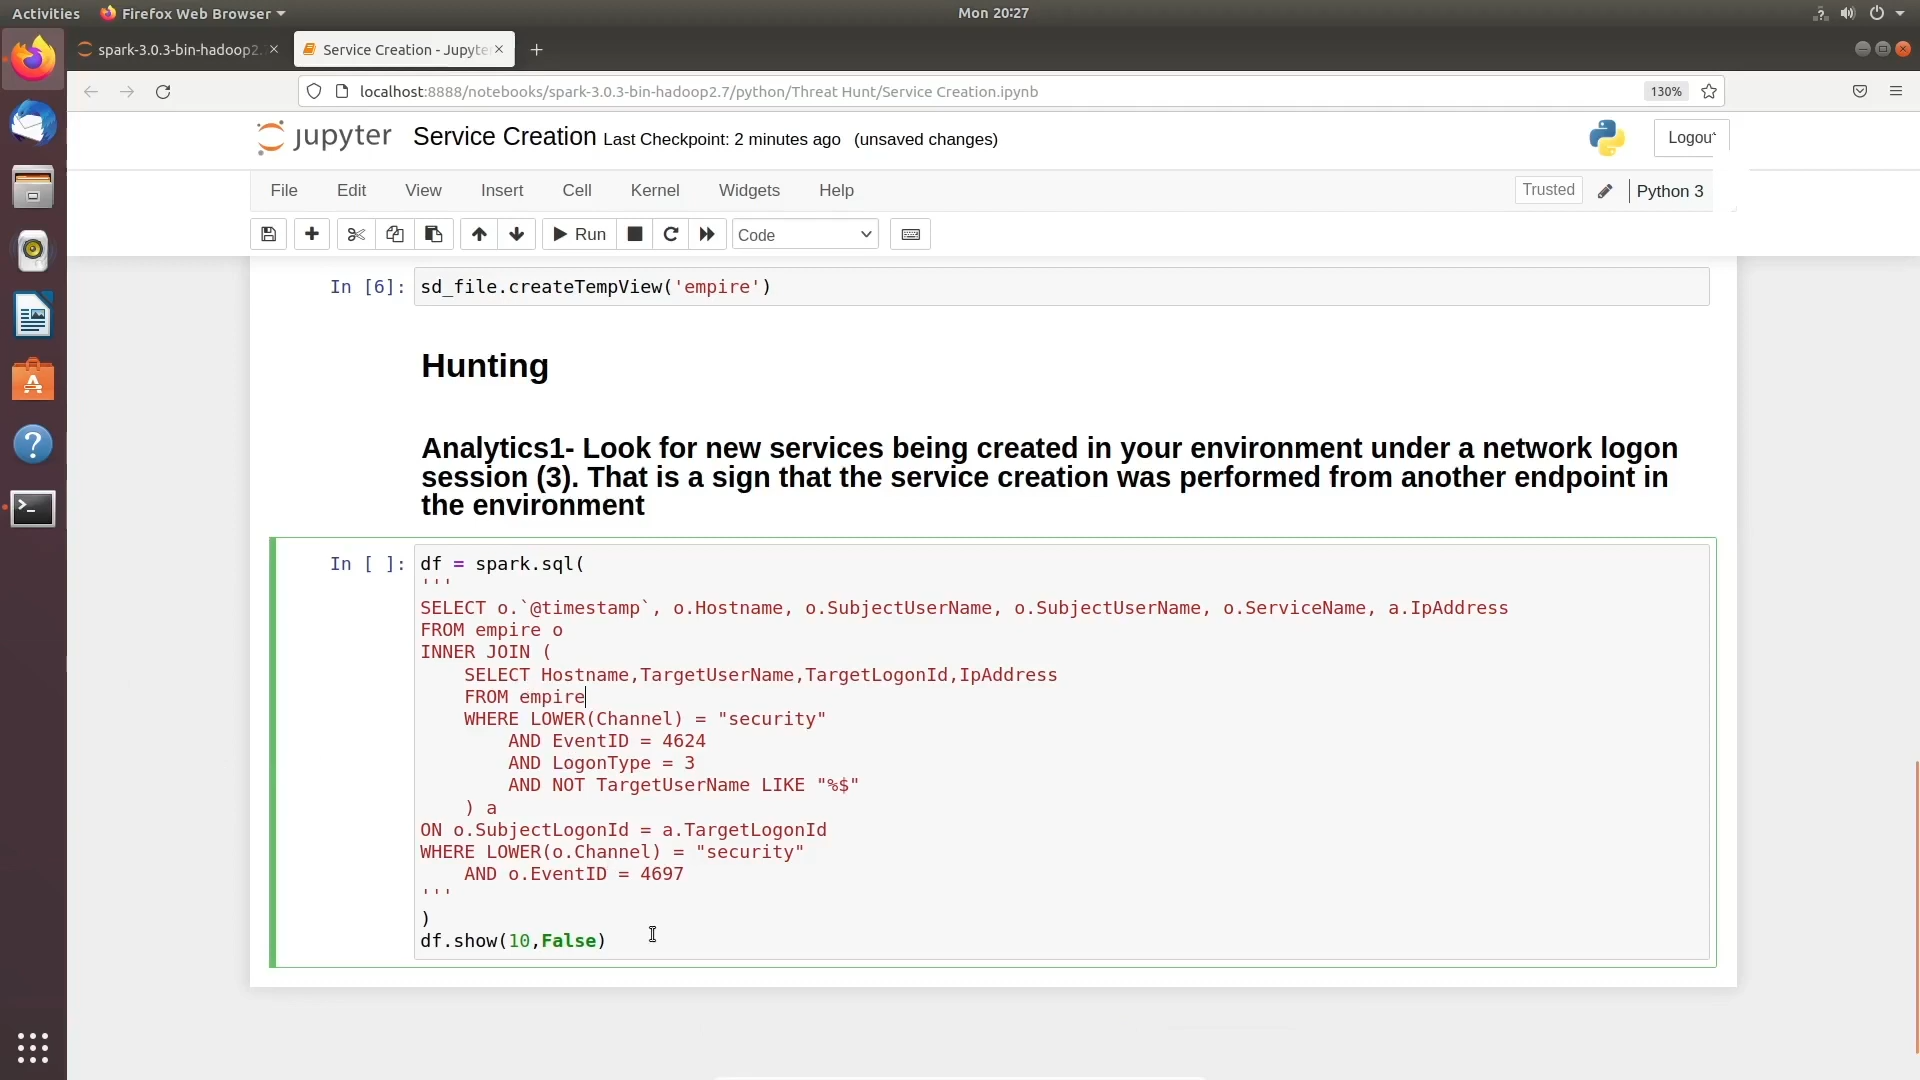 Activities Firefox Web Browser Mon 20:27
spark-3.0.3-bin-hadoop2. Service Creation - Jupyte
localhost:8888/notebooks/spark-3.0.3-bin-hadoop2.7/python/Threat Hunt/Service Creation.ipynb 130%
jupyter Service Creation Last Checkpoint: 2 minutes ago (unsaved changes) Logout
File Edit View Insert Cell Kernel Widgets Help Trusted Python 3
Run Code
In [6]: sd_file.createTempView('empire')
Hunting
Analytics1- Look for new services being created in your environment under a network logon
session (3). That is a sign that the service creation was performed from another endpoint in
the environment
In [ ]: df = spark.sql(
'''
SELECT o.`@timestamp`, o.Hostname, o.SubjectUserName, o.SubjectUserName, o.ServiceName, a.IpAddress
FROM empire o
INNER JOIN (
    SELECT Hostname,TargetUserName,TargetLogonId,IpAddress
    FROM empire
    WHERE LOWER(Channel) = "security"
        AND EventID = 4624
        AND LogonType = 3
        AND NOT TargetUserName LIKE "%$"
    ) a
ON o.SubjectLogonId = a.TargetLogonId
WHERE LOWER(o.Channel) = "security"
    AND o.EventID = 4697
'''
)
df.show(10,False)